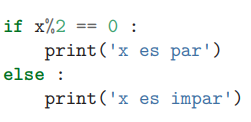 if x%2 == 0 :
    print('x es par')
else :
    print('x es impar')